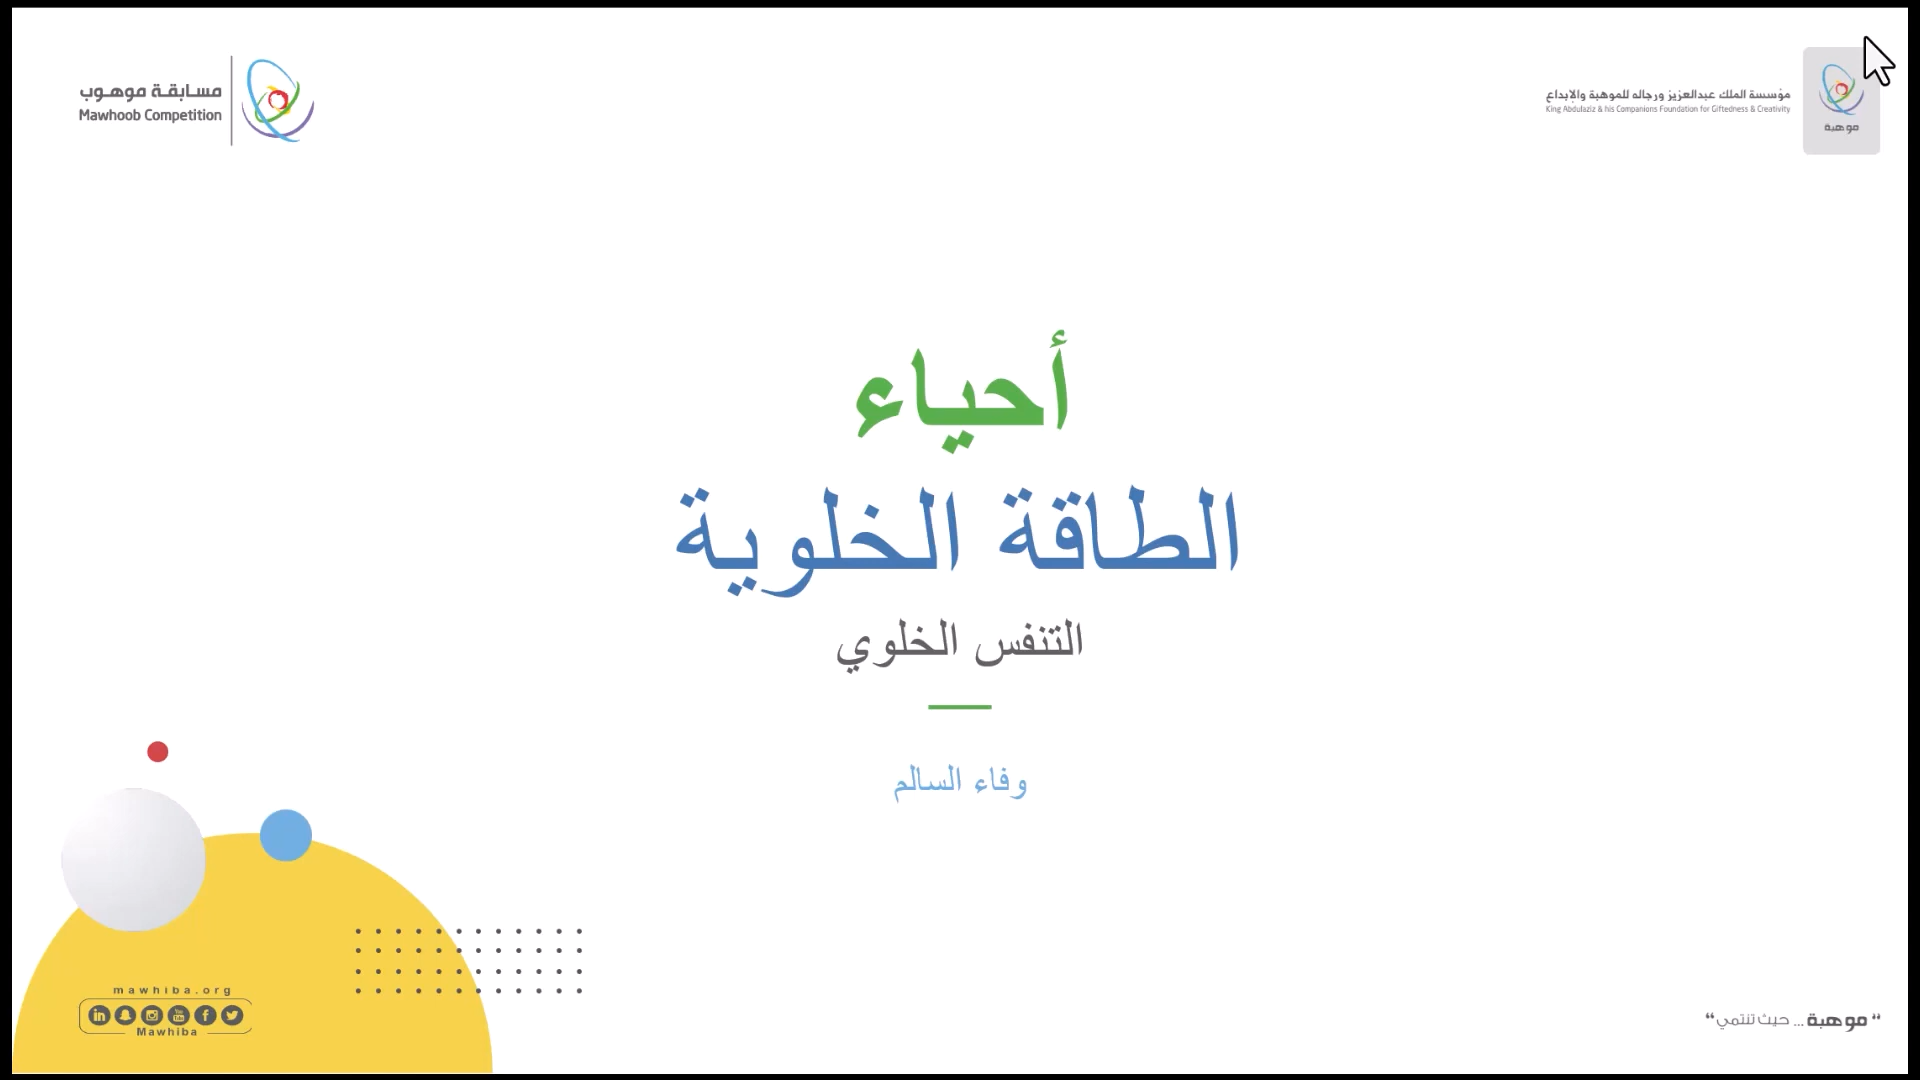 مؤسسة الملك عبدالعزيز ورجاله للموهبة والإبداع
King Abdulaziz & his Companions Foundation for Giftedness & Creativity
موهبة
مسابقة موهوب
Mawhoob Competition
أحياء
الطاقة الخلوية
التنفس الخلوي
وفاء السالم
mawhiba.org
Mawhiba
"موهبة ... حيث تنتمي"